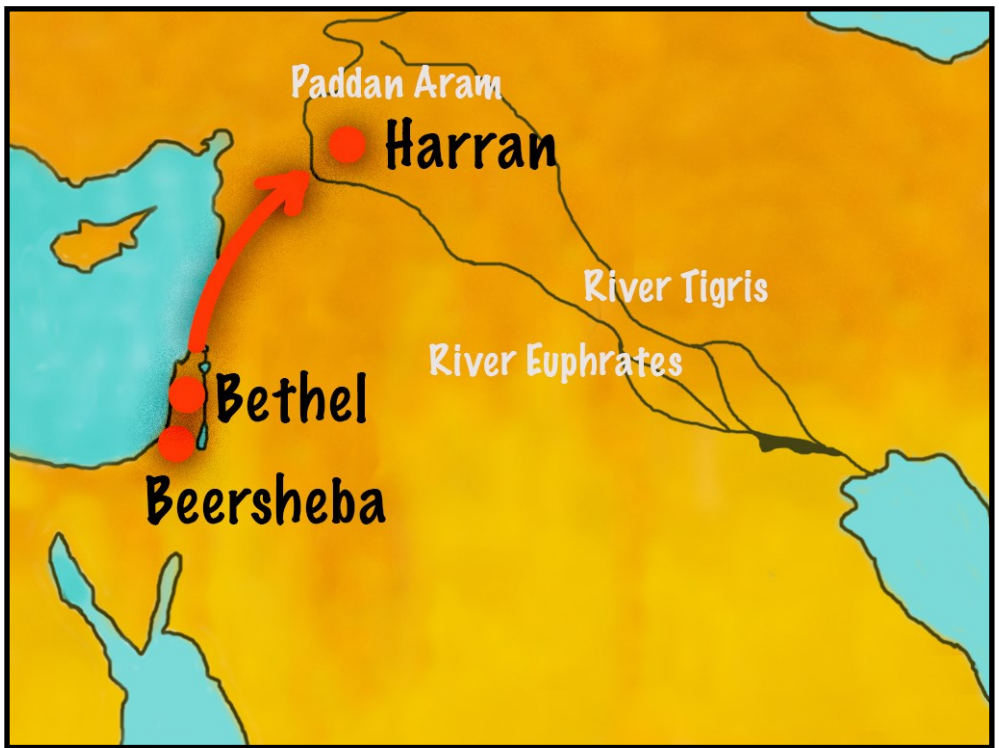 Paddan Aram
Harran
River Tigris
River Euphrates
Bethel
Beersheba